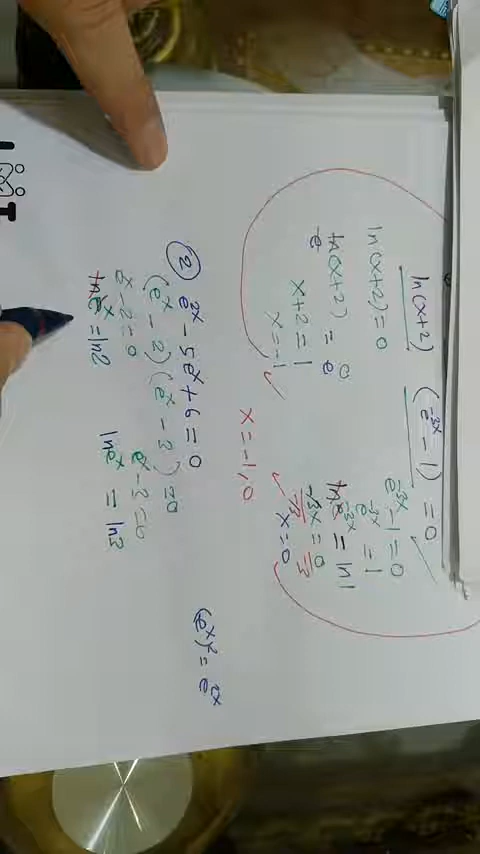 ln(x+2) (e^{-3x} - 1) = 0
ln(x+2) = 0
e^{ln(x+2)} = e^0
x+2 = 1
x = -1
e^{-3x} - 1 = 0
e^{-3x} = 1
ln e^{-3x} = ln 1
-3x/-3 = 0/-3
x = 0
x = -1, 0
② e^{2x} - 5e^x + 6 = 0
(e^x)^2 = e^{2x}
(e^x - 2)(e^x - 3) = 0
e^x - 2 = 0
ln e^x = ln 2
e^x - 3 = 0
ln e^x = ln 3